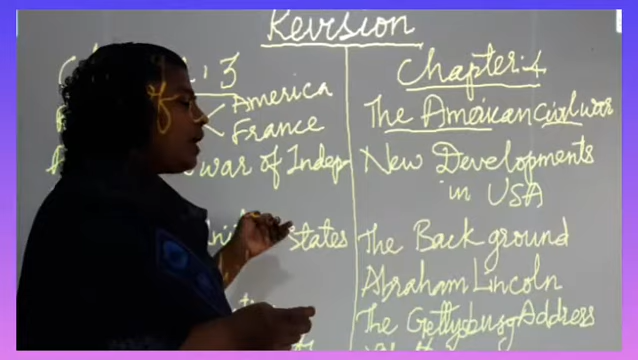 Revision
: 3
America
France
war of Indep
States
Chapter: 4
The American civil war
New Developments
in USA
The Background
Abraham Lincoln
The Gettysburg Address